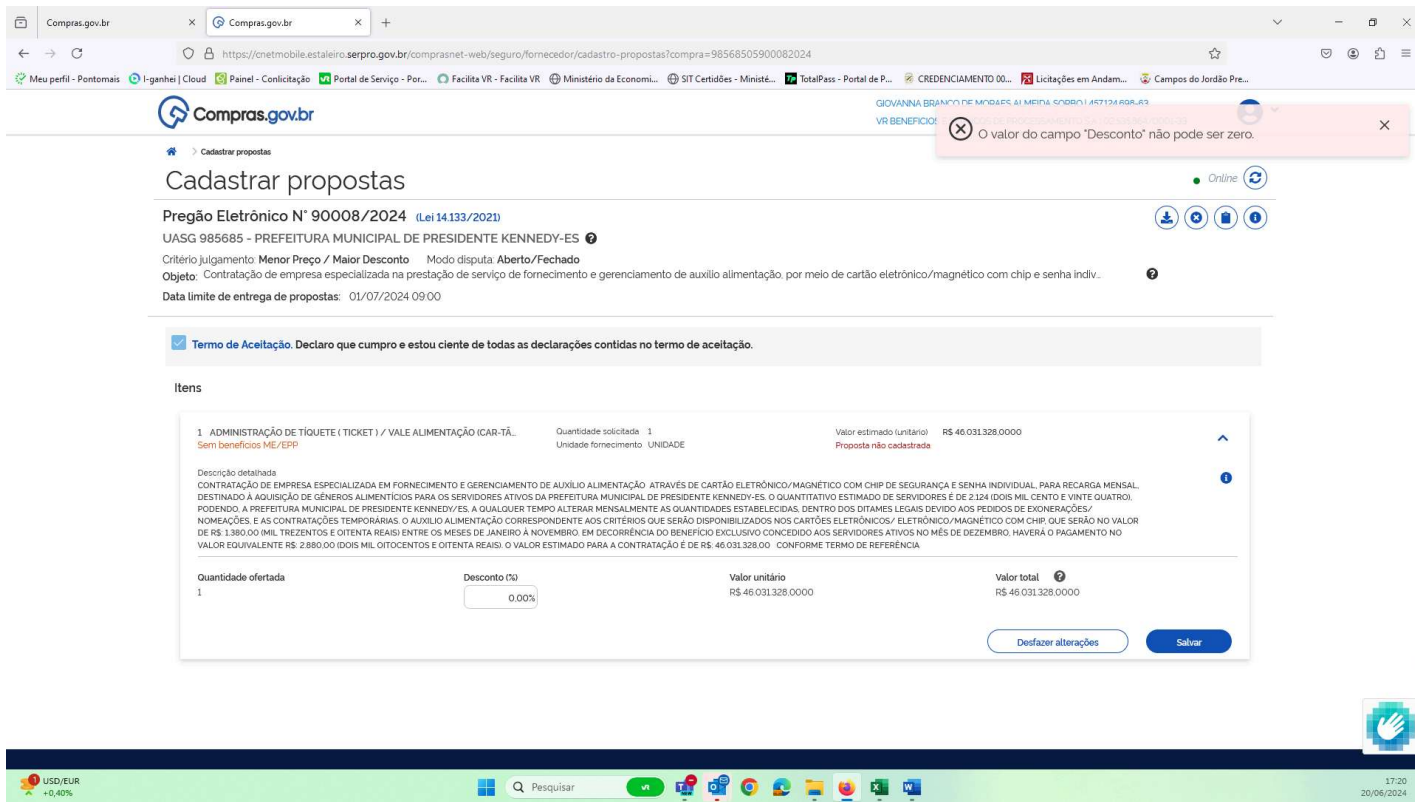 Compras.gov.br
Compras.gov.br
https://cnetmobile.estaleiro.serpro.gov.br/comprasnet-web/seguro/fornecedor/cadastro-propostas?compra=98568505900082024
Meu perfil - Pontomais
I-ganhei | Cloud
Painel - Conlicitação
Portal de Serviço - Por...
Facilita VR - Facilita VR
Ministério da Economi...
SIT Certidões - Ministé...
TotalPass - Portal de P...
CREDENCIAMENTO 00...
Licitações em Andam...
Campos do Jordão Pre...
Compras.gov.br
GIOVANNA BRANCO DE MORAES ALMEIDA SORBO | 457.124.698-63
VR BENEFICIOS
O valor do campo "Desconto" não pode ser zero.
Cadastrar propostas
Cadastrar propostas
Online
Pregão Eletrônico N° 90008/2024 (Lei 14.133/2021)
UASG 985685 - PREFEITURA MUNICIPAL DE PRESIDENTE KENNEDY-ES
Critério julgamento: Menor Preço / Maior Desconto Modo disputa: Aberto/Fechado
Objeto: Contratação de empresa especializada na prestação de serviço de fornecimento e gerenciamento de auxílio alimentação, por meio de cartão eletrônico/magnético com chip e senha indiv...
Data limite de entrega de propostas: 01/07/2024 09:00
Termo de Aceitação. Declaro que cumpro e estou ciente de todas as declarações contidas no termo de aceitação.
Itens
1 ADMINISTRAÇÃO DE TÍQUETE ( TICKET ) / VALE ALIMENTAÇÃO (CAR-TÃ...
Sem benefícios ME/EPP
Quantidade solicitada 1
Unidade fornecimento UNIDADE
Valor estimado (unitário) R$ 46.031.328,0000
Proposta não cadastrada
Descrição detalhada
CONTRATAÇÃO DE EMPRESA ESPECIALIZADA EM FORNECIMENTO E GERENCIAMENTO DE AUXÍLIO ALIMENTAÇÃO ATRAVÉS DE CARTÃO ELETRÔNICO/MAGNÉTICO COM CHIP DE SEGURANÇA E SENHA INDIVIDUAL, PARA RECARGA MENSAL,
DESTINADO À AQUISIÇÃO DE GÊNEROS ALIMENTÍCIOS PARA OS SERVIDORES ATIVOS DA PREFEITURA MUNICIPAL DE PRESIDENTE KENNEDY-ES. O QUANTITATIVO ESTIMADO DE SERVIDORES É DE 2.124 (DOIS MIL CENTO E VINTE QUATRO),
PODENDO, A PREFEITURA MUNICIPAL DE PRESIDENTE KENNEDY/ES, A QUALQUER TEMPO ALTERAR MENSALMENTE AS QUANTIDADES ESTABELECIDAS, DENTRO DOS DITAMES LEGAIS DEVIDO AOS PEDIDOS DE EXONERAÇÕES/
NOMEAÇÕES, E AS CONTRATAÇÕES TEMPORÁRIAS. O AUXILIO ALIMENTAÇÃO CORRESPONDENTE AOS CRITÉRIOS QUE SERÃO DISPONIBILIZADOS NOS CARTÕES ELETRÔNICOS/ ELETRÔNICO/MAGNÉTICO COM CHIP, QUE SERÃO NO VALOR
DE R$: 1.380,00 (MIL TREZENTOS E OITENTA REAIS) ENTRE OS MESES DE JANEIRO À NOVEMBRO. EM DECORRÊNCIA DO BENEFÍCIO EXCLUSIVO CONCEDIDO AOS SERVIDORES ATIVOS NO MÊS DE DEZEMBRO, HAVERÁ O PAGAMENTO NO
VALOR EQUIVALENTE R$: 2.880,00 (DOIS MIL OITOCENTOS E OITENTA REAIS). O VALOR ESTIMADO PARA A CONTRATAÇÃO É DE R$: 46.031.328,00 CONFORME TERMO DE REFERÊNCIA
Quantidade ofertada
1
Desconto (%)
0,00%
Valor unitário
R$ 46.031.328,0000
Valor total
R$ 46.031.328,0000
Desfazer alterações
Salvar
1
USD/EUR
+0,40%
Pesquisar
17:20
20/06/2024